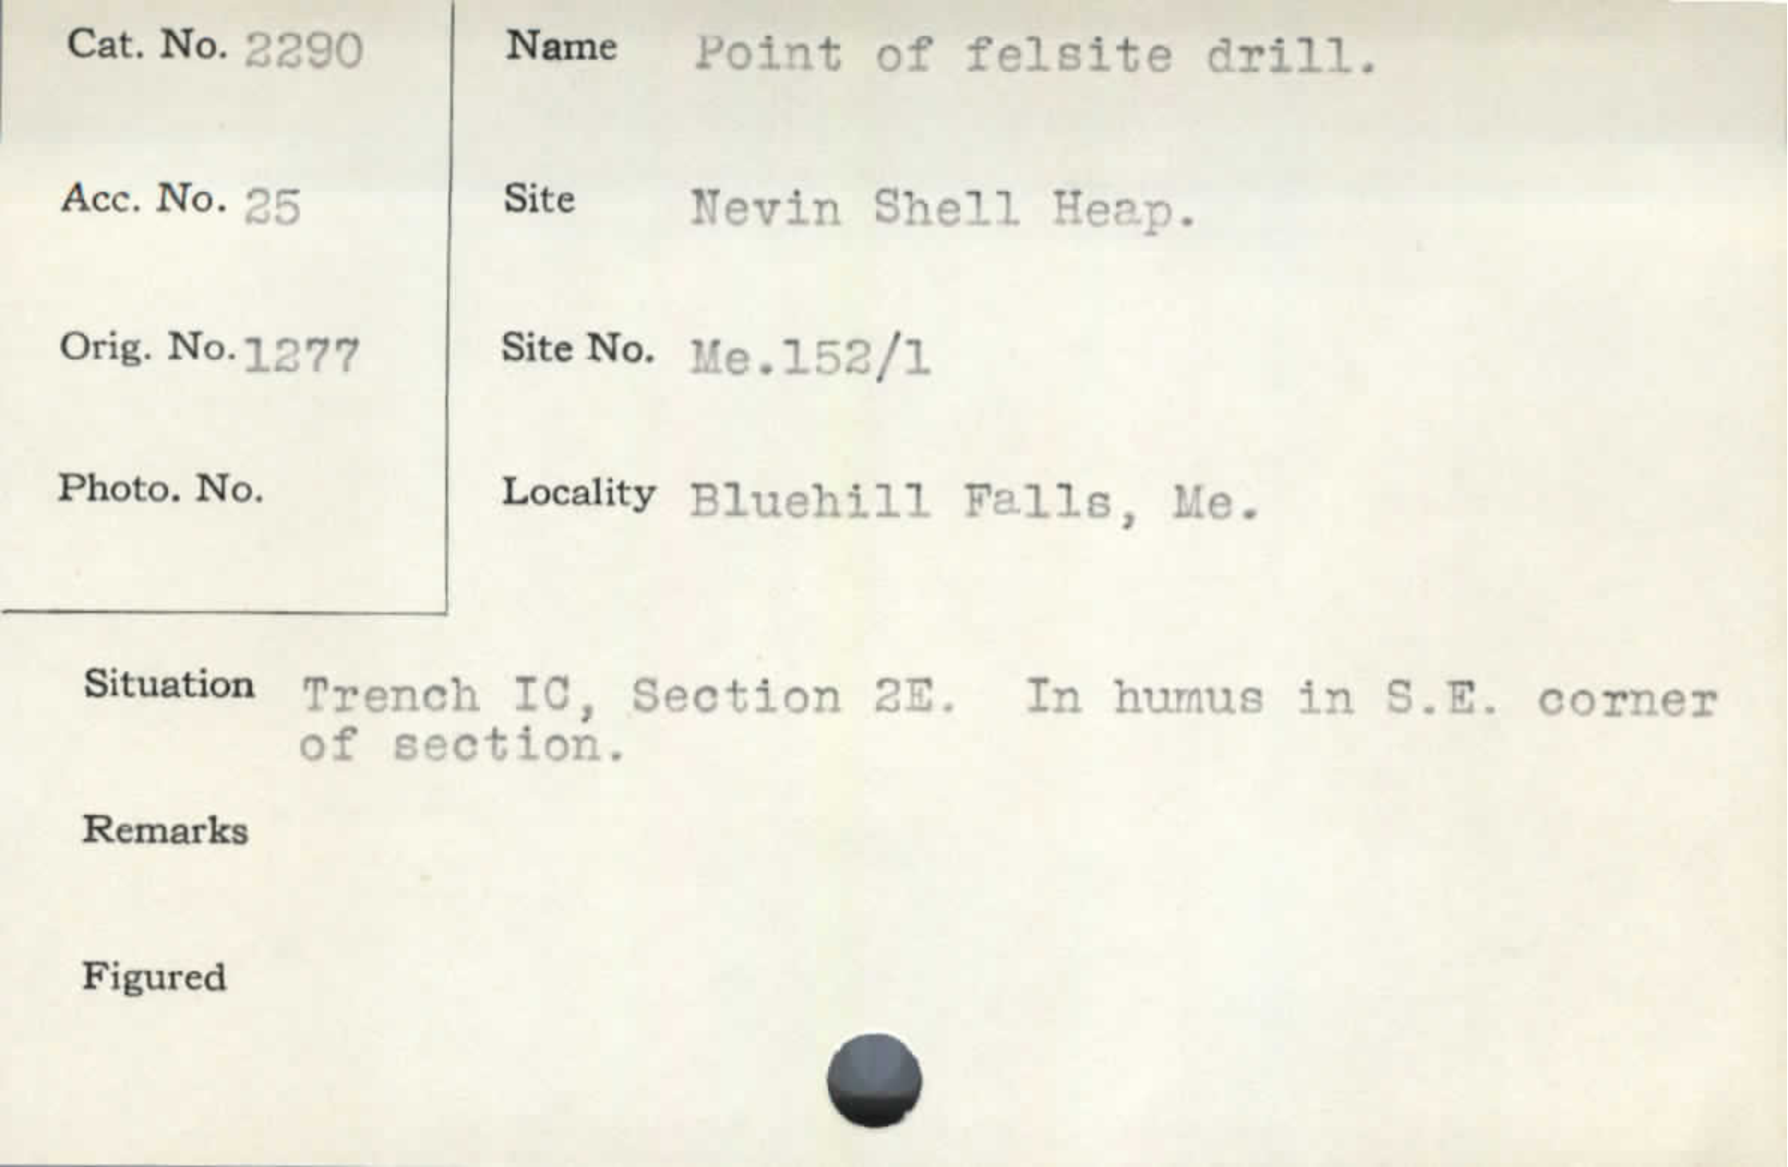 Cat. No. 2290
Name Point of felsite drill.
Acc. No. 25
Site Nevin Shell Heap.
Orig. No. 1277
Site No. Me.152/1
Photo. No.
Locality Bluehill Falls, Me.
Situation Trench IC, Section 2E. In humus in S.E. corner
of section.
Remarks
Figured